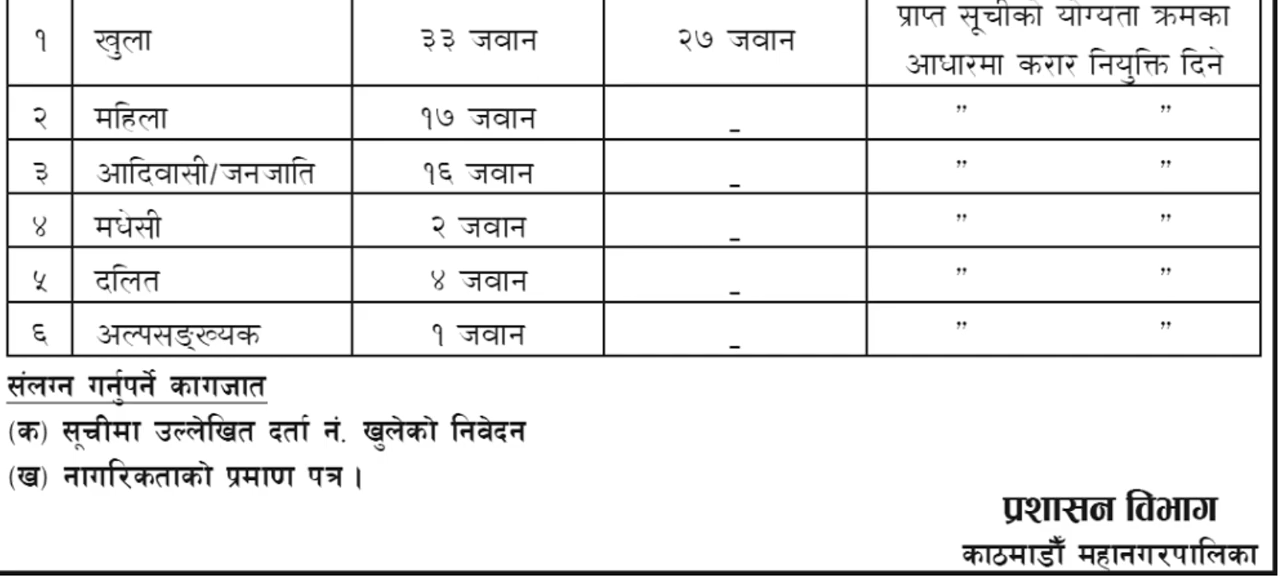 प्राप्त सूचीको योग्यता क्रमका
१ खुला ३३ जवान २७ जवान
आधारमा करार नियुक्ति दिने
२ महिला १७ जवान - ” ”
३ आदिवासी/जनजाति १६ जवान - ” ”
४ मधेसी २ जवान - ” ”
५ दलित ४ जवान - ” ”
६ अल्पसङ्ख्यक १ जवान - ” ”
संलग्न गर्नुपर्ने कागजात
(क) सूचीमा उल्लेखित दर्ता नं. खुलेको निवेदन
(ख) नागरिकताको प्रमाण पत्र ।
प्रशासन विभाग
काठमाडौँ महानगरपालिका